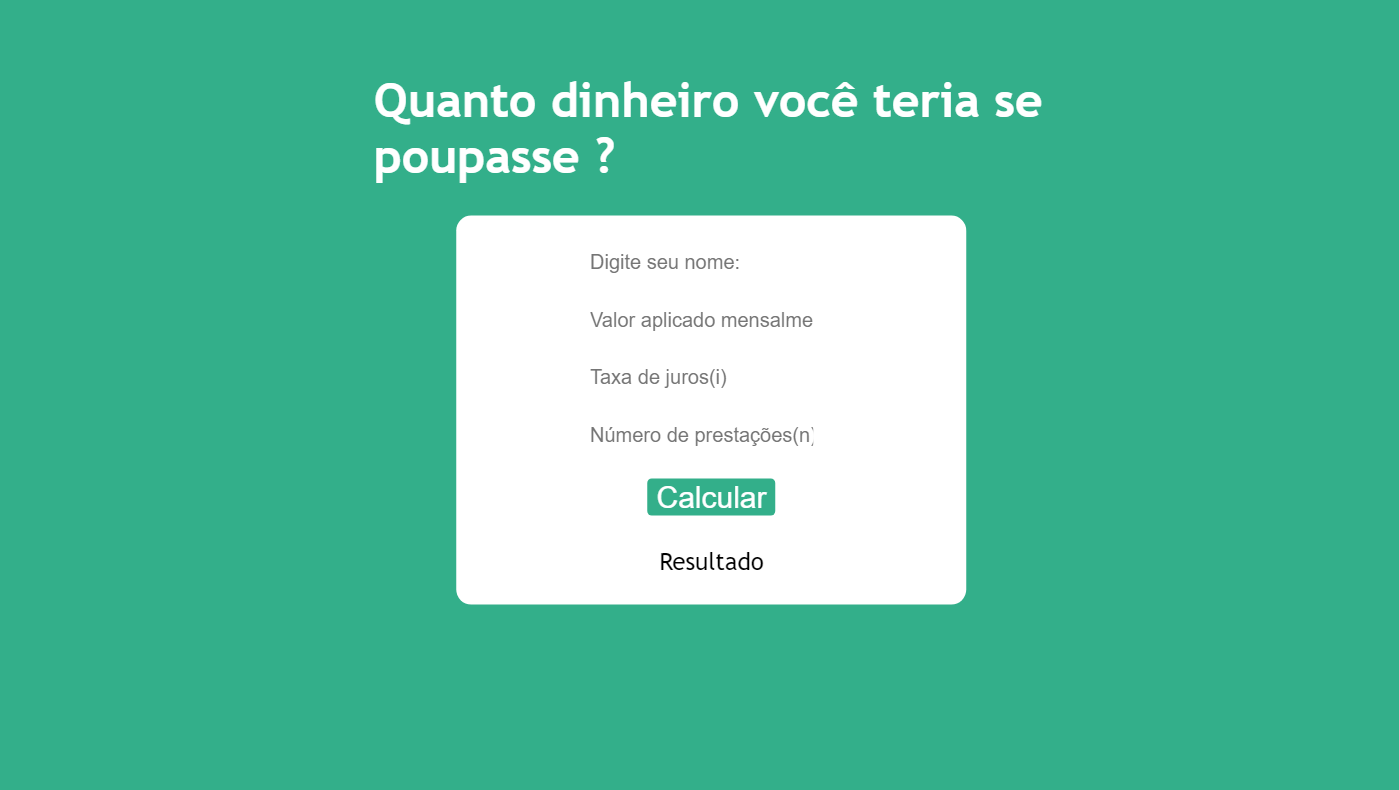 Quanto dinheiro você teria se
poupasse ?
Digite seu nome:
Valor aplicado mensalme
Taxa de juros(i)
Número de prestações(n)
Calcular
Resultado